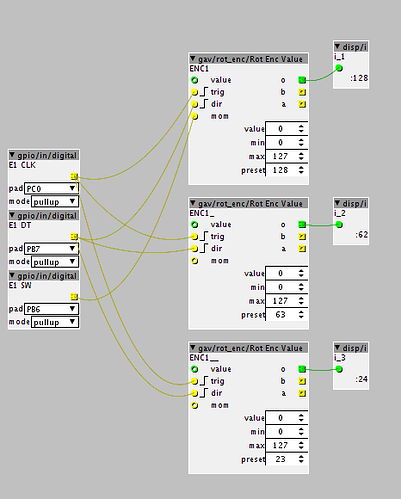 ▼ gpio/in/digital
E1 CLK
pad PC0 ▼
mode pullup ▼
▼ gpio/in/digital
E1 DT
pad PB7 ▼
mode pullup ▼
▼ gpio/in/digital
E1 SW
pad PB6 ▼
mode pullup ▼
▼ gav/rot_enc/Rot Enc Value
ENC1
value o
trig b
dir a
mom
value 0
min 0
max 127
preset 128
▼ disp/i
i_1
:128
▼ gav/rot_enc/Rot Enc Value
ENC1_
value o
trig b
dir a
mom
value 0
min 0
max 127
preset 63
▼ disp/i
i_2
:62
▼ gav/rot_enc/Rot Enc Value
ENC1__
value o
trig b
dir a
mom
value 0
min 0
max 127
preset 23
▼ disp/i
i_3
:24